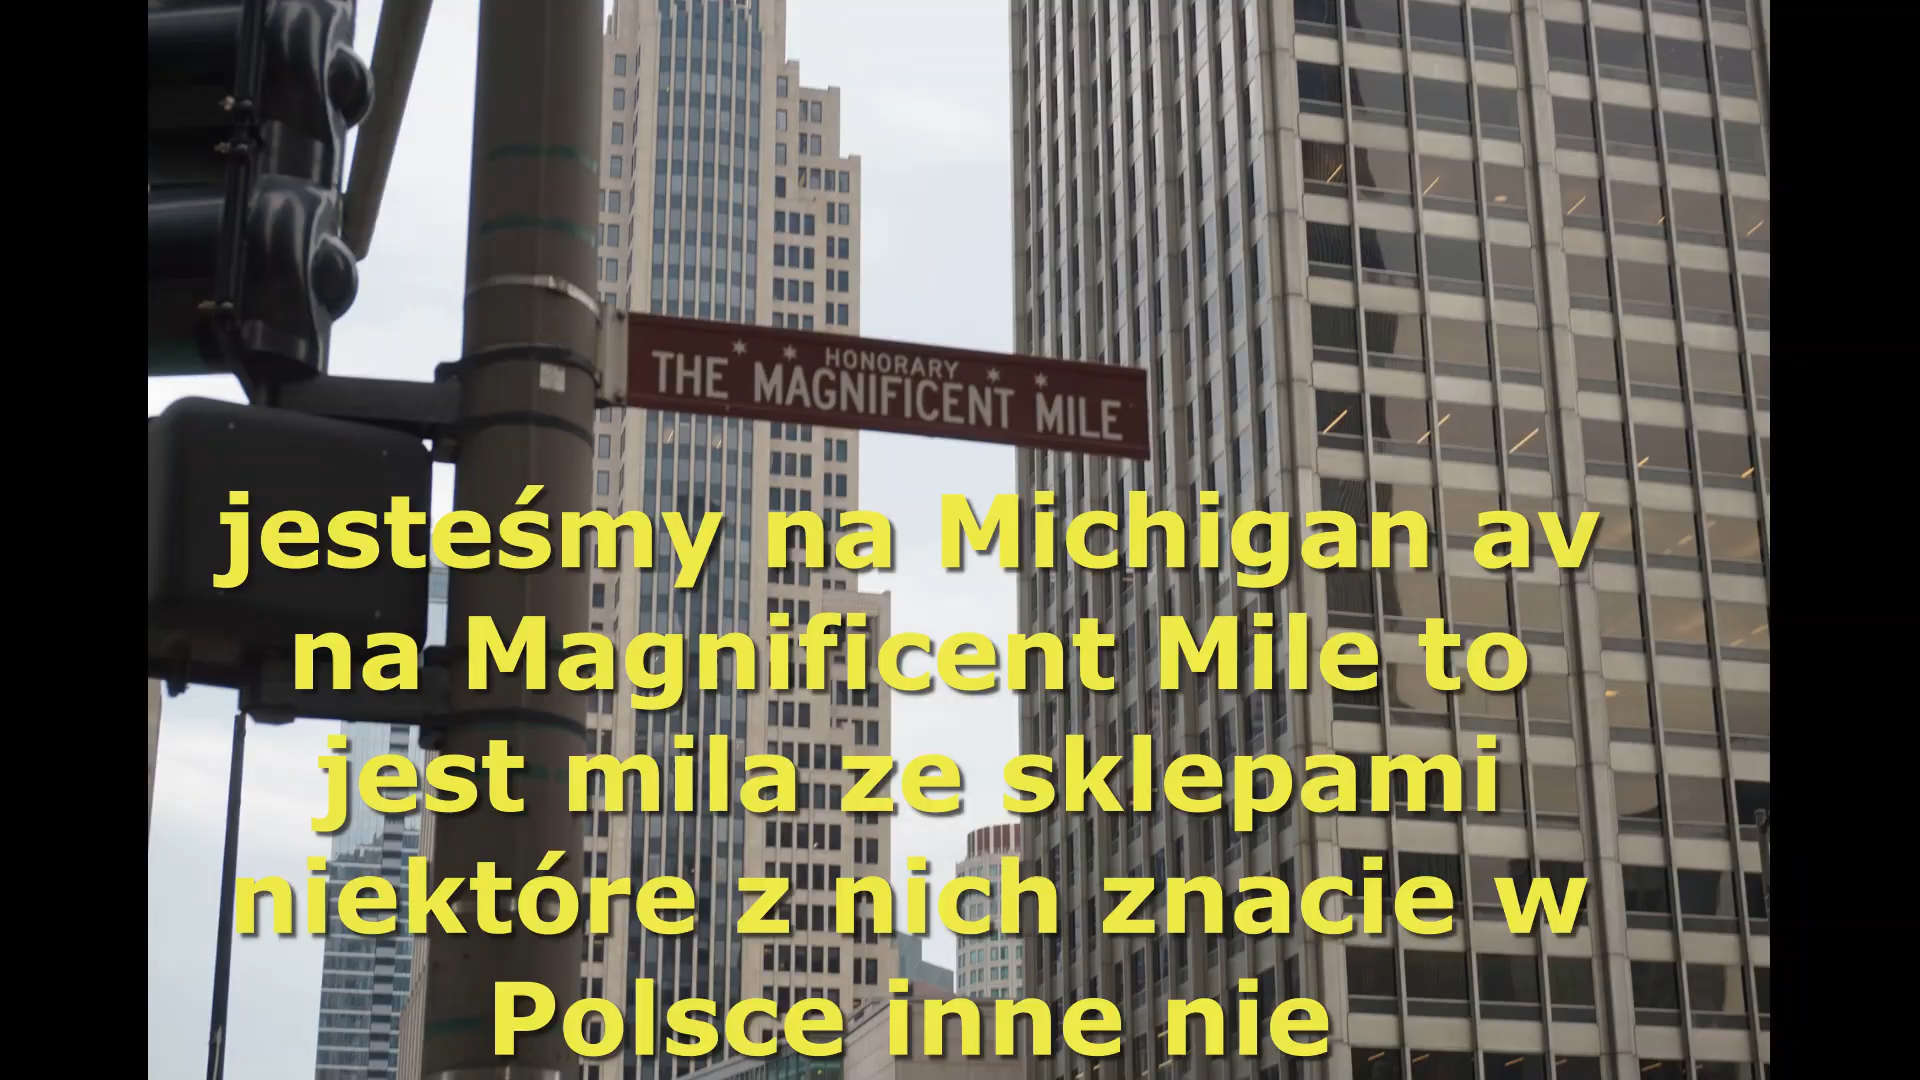 HONORARY
THE MAGNIFICENT MILE
jesteśmy na Michigan av
na Magnificent Mile to
jest mila ze sklepami
niektóre z nich znacie w
Polsce inne nie